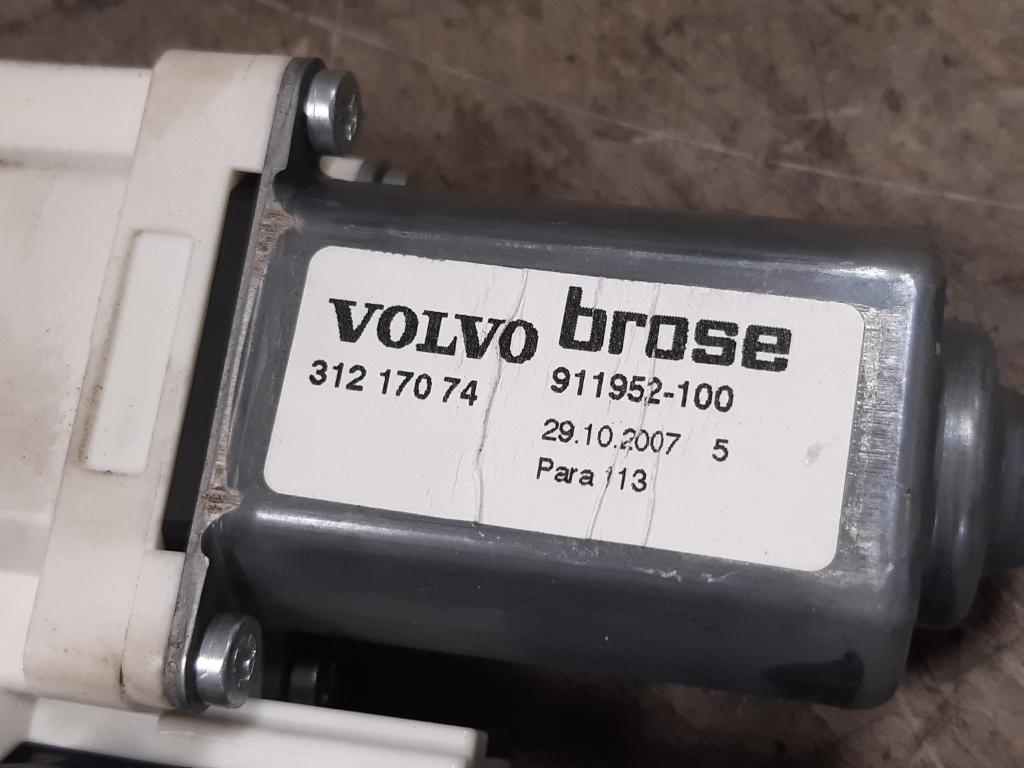 VOLVO brose
312 170 74 911952-100
29.10.2007 5
Para 113